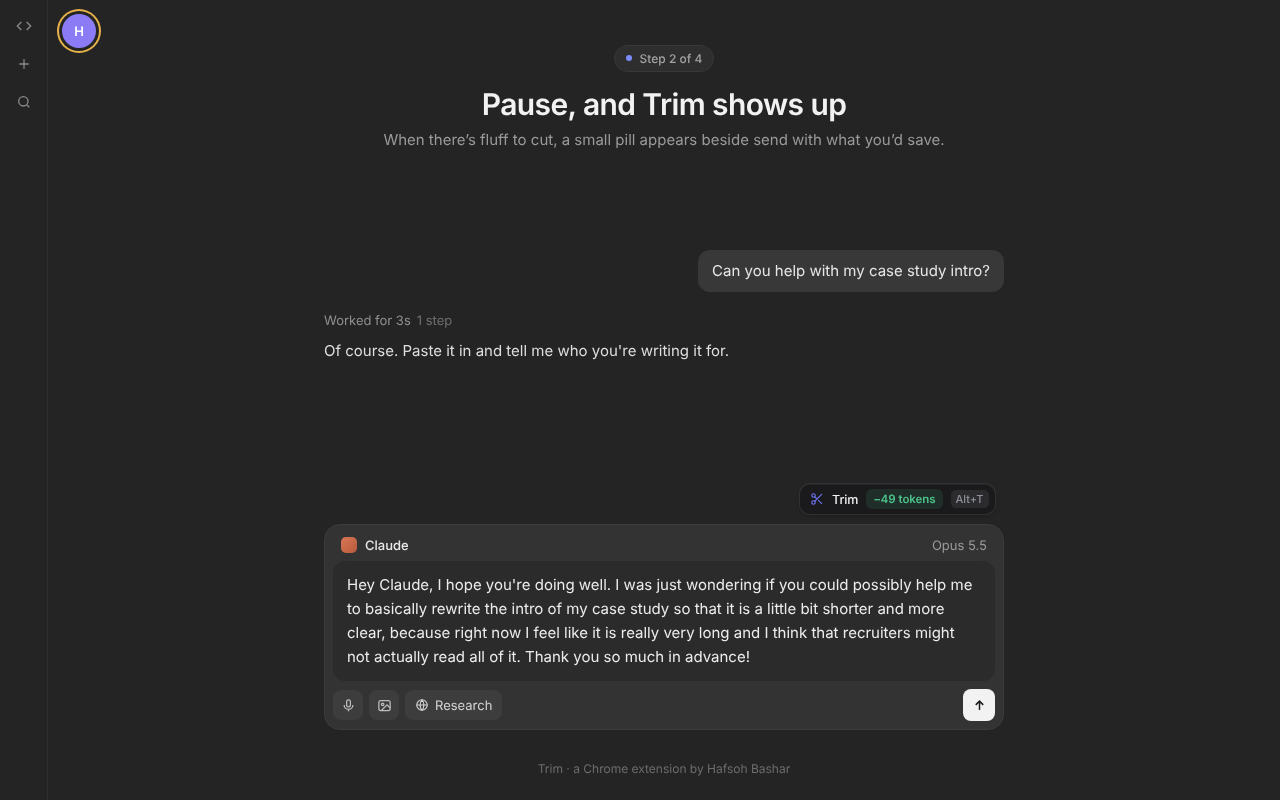 H
Step 2 of 4
Pause, and Trim shows up
When there’s fluff to cut, a small pill appears beside send with what you’d save.
Can you help with my case study intro?
Worked for 3s 1 step
Of course. Paste it in and tell me who you're writing it for.
Trim −49 tokens Alt+T
Claude Opus 5.5
Hey Claude, I hope you're doing well. I was just wondering if you could possibly help me
to basically rewrite the intro of my case study so that it is a little bit shorter and more
clear, because right now I feel like it is really very long and I think that recruiters might
not actually read all of it. Thank you so much in advance!
Research
Trim · a Chrome extension by Hafsoh Bashar